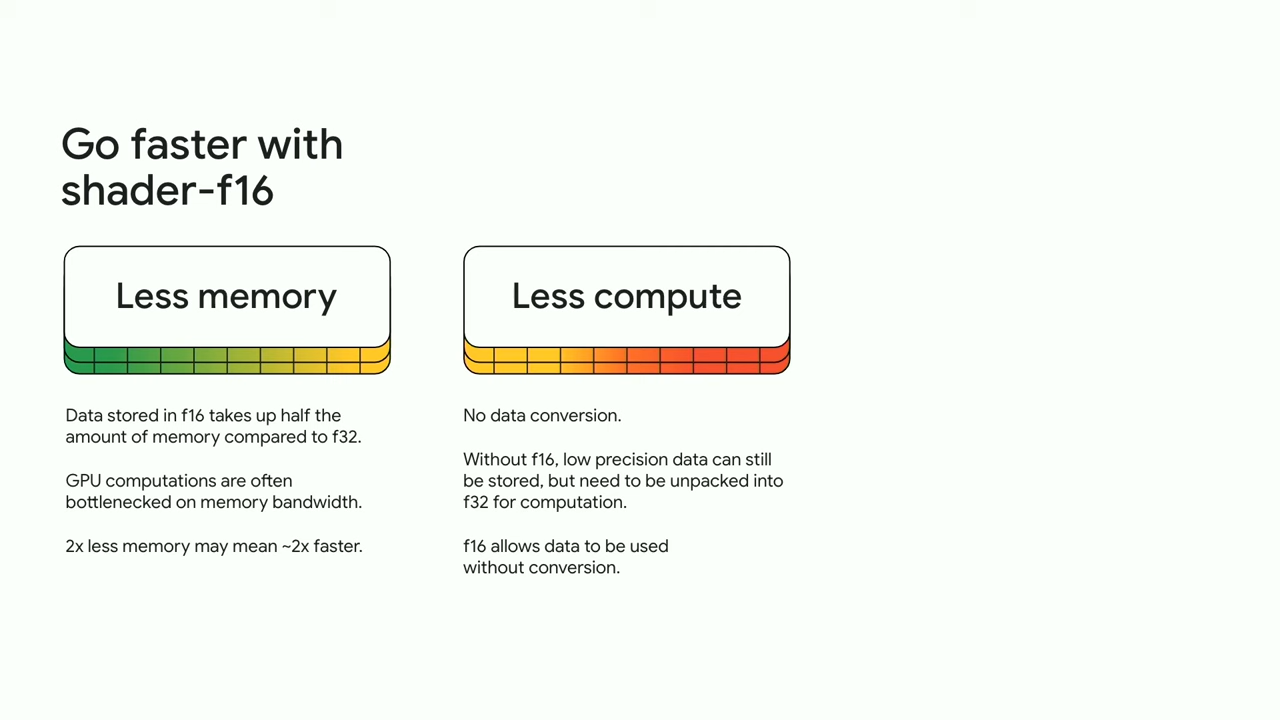 Go faster with
shader-f16
Less memory
Data stored in f16 takes up half the
amount of memory compared to f32.
GPU computations are often
bottlenecked on memory bandwidth.
2x less memory may mean ~2x faster.
Less compute
No data conversion.
Without f16, low precision data can still
be stored, but need to be unpacked into
f32 for computation.
f16 allows data to be used
without conversion.